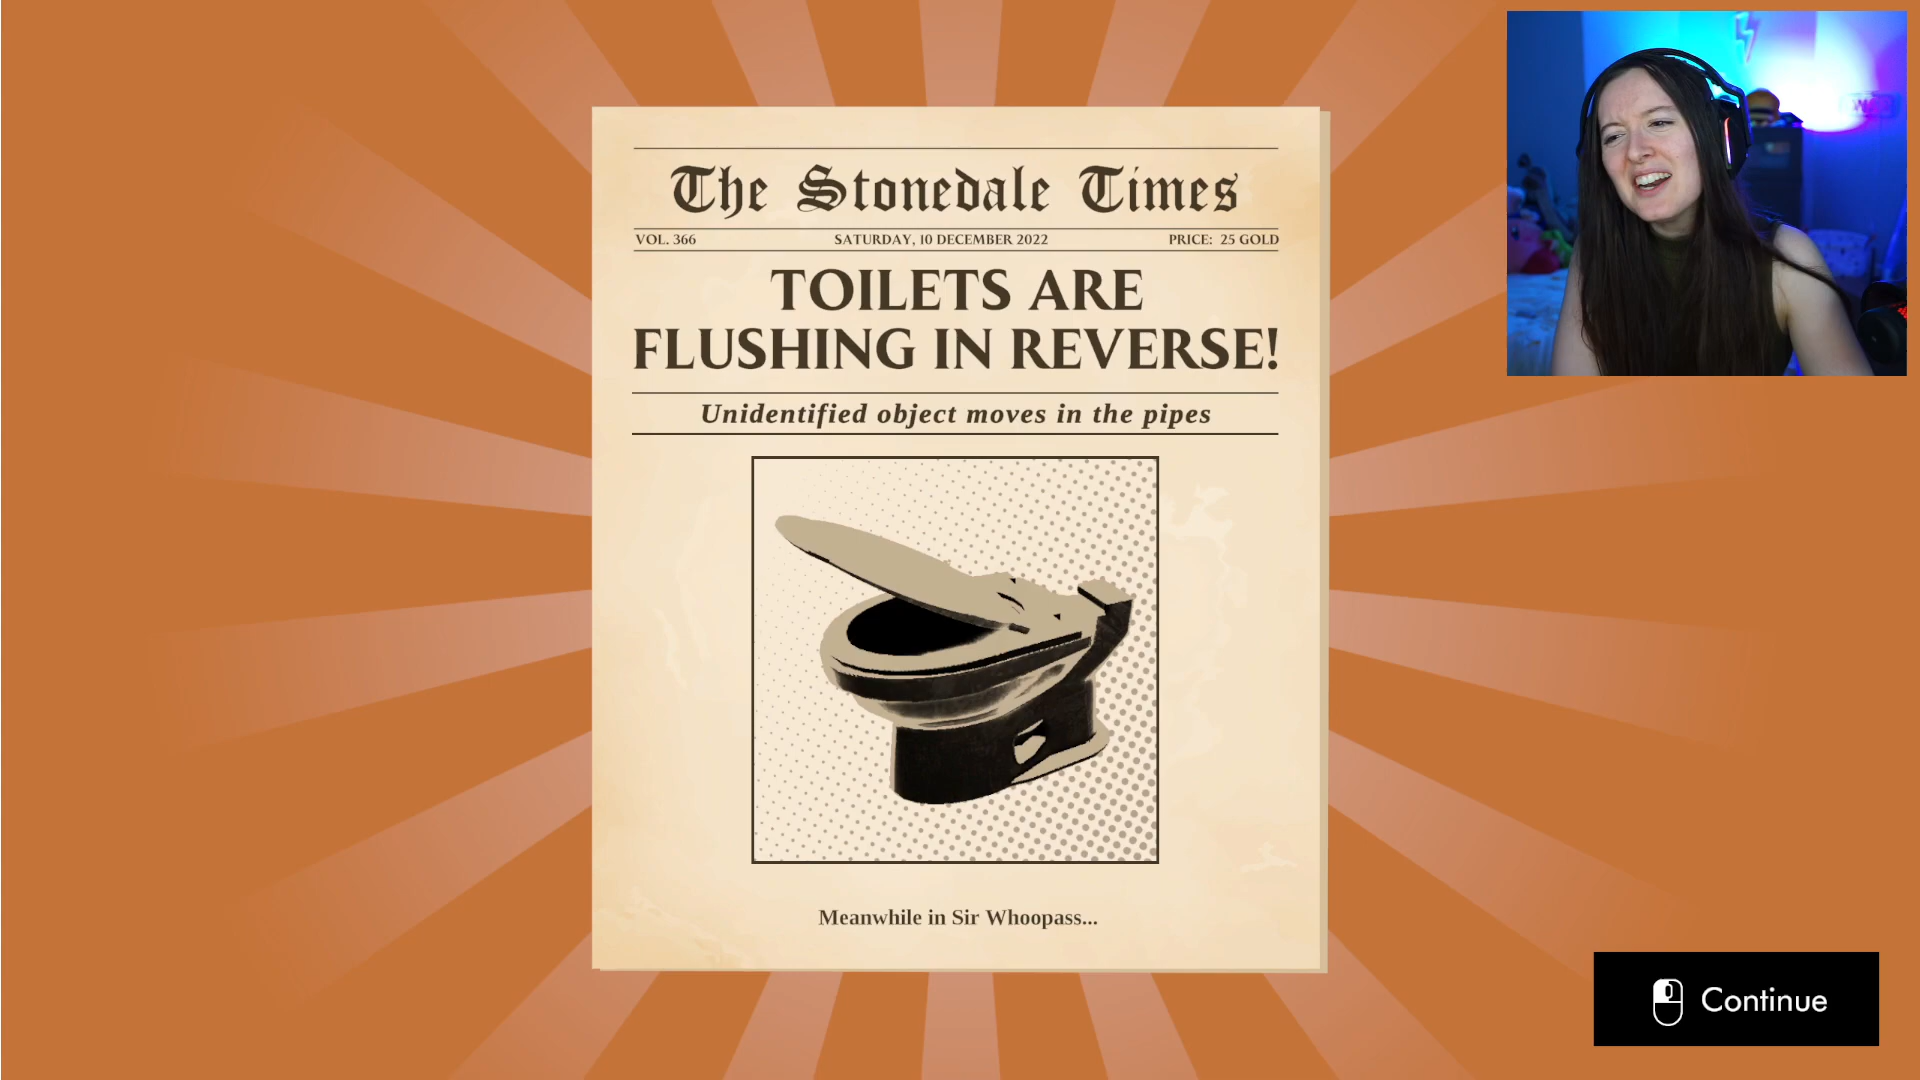 The Stonedale Times
VOL. 366 SATURDAY, 10 DECEMBER 2022 PRICE: 25 GOLD
TOILETS ARE
FLUSHING IN REVERSE!
Unidentified object moves in the pipes
Meanwhile in Sir Whoopass...
Continue